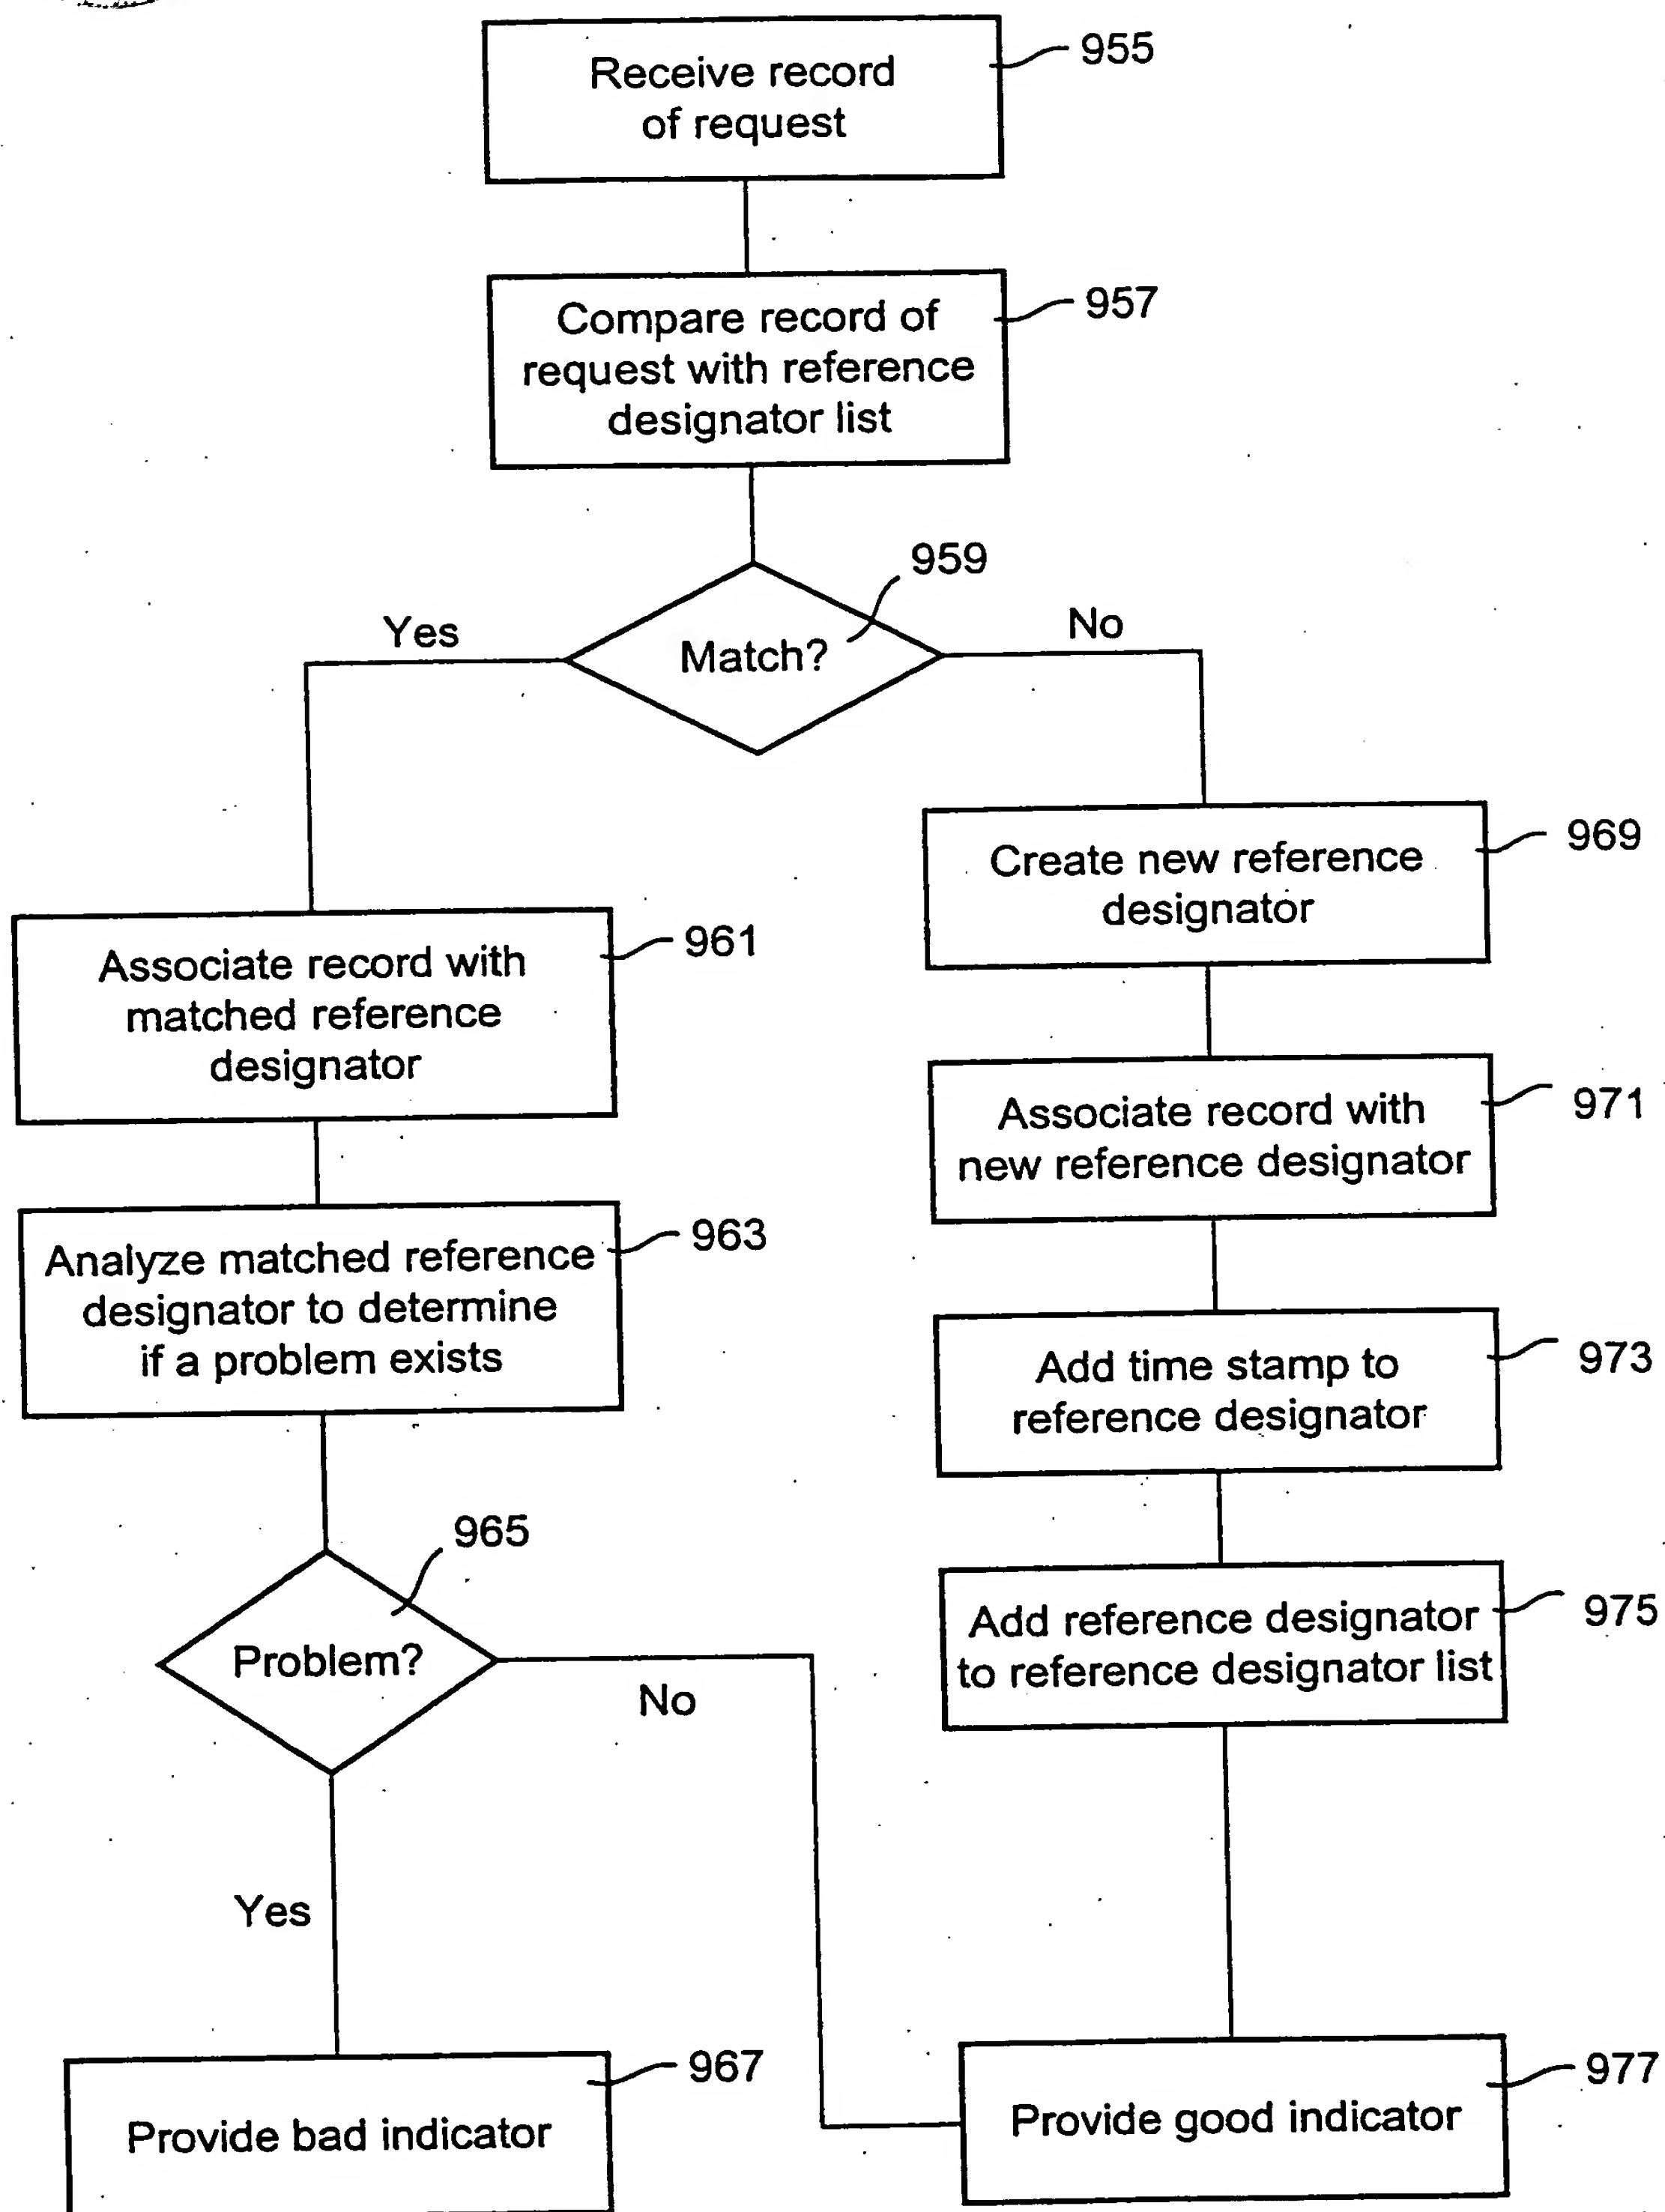 Receive record
of request
955
Compare record of
request with reference
designator list
957
959
Match?
Yes
No
Create new reference
designator
969
Associate record with
matched reference
designator
961
Associate record with
new reference designator
971
Analyze matched reference
designator to determine
if a problem exists
963
Add time stamp to
reference designator
973
965
Problem?
No
Yes
Add reference designator
to reference designator list
975
Provide bad indicator
967
Provide good indicator
977